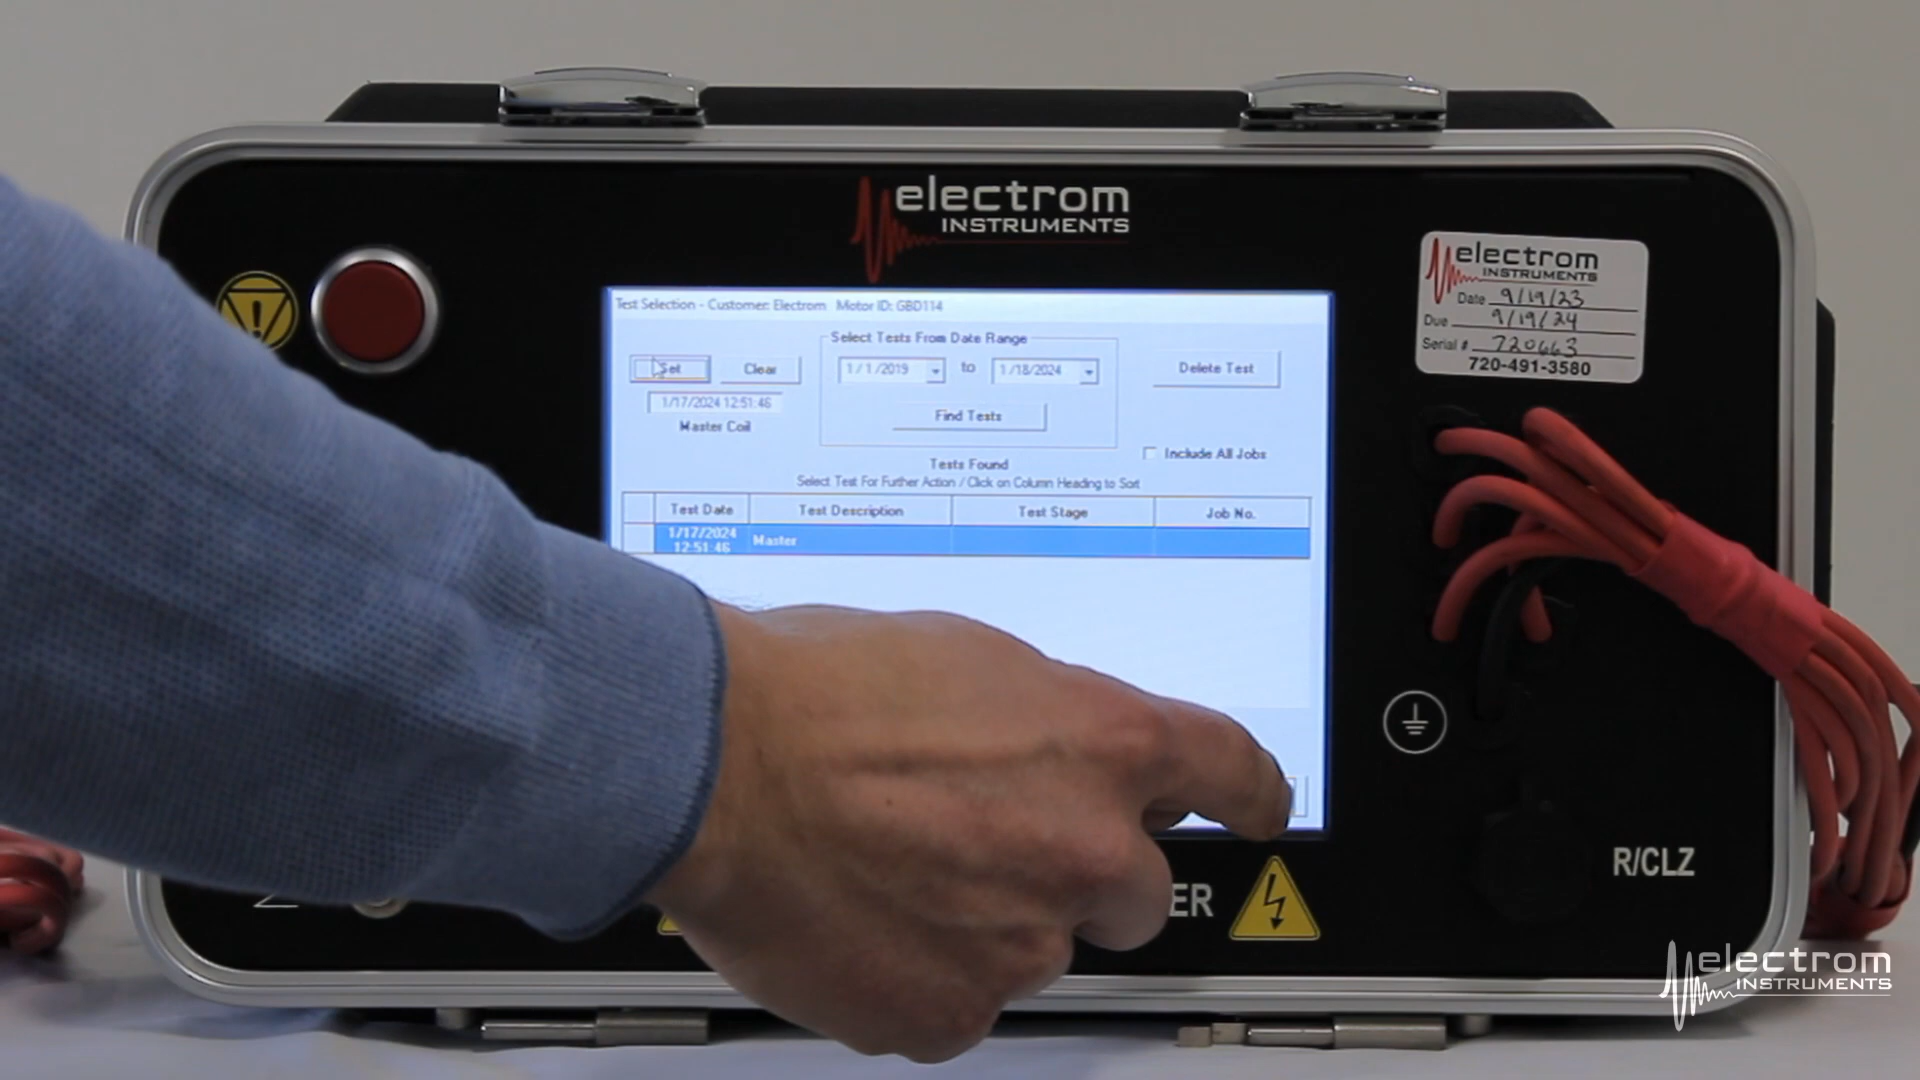 electrom
INSTRUMENTS
electrom
INSTRUMENTS
Date 9/19/23
Due 9/19/24
Serial # 720663
720-491-3580
Test Selection - Customer: Electrom Motor ID: GBD114
Select Tests From Date Range
Set Clear 1/1/2019 to 1/18/2024 Delete Test
1/17/2024 12:51:46
Master Coil
Find Tests
Include All Jobs
Tests Found
Select Test For Further Action / Click on Column Heading to Sort
Test Date Test Description Test Stage Job No.
1/17/2024
12:51:46 Master
ER
R/CLZ
electrom
INSTRUMENTS